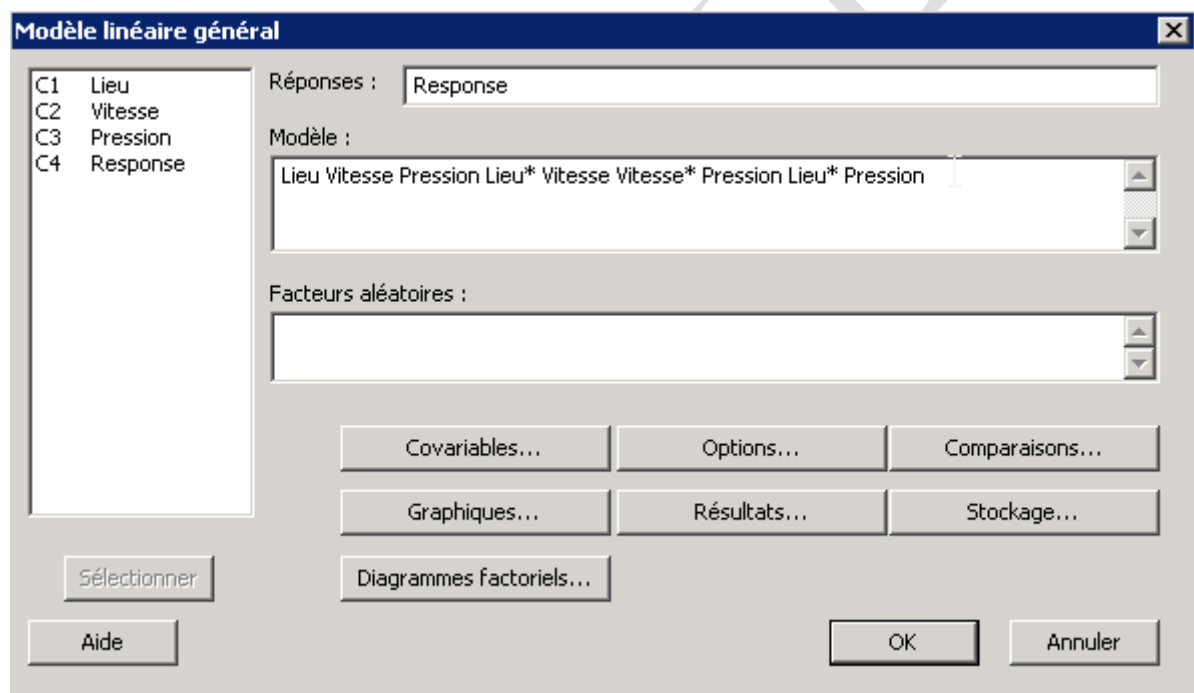 Modèle linéaire général
C1 Lieu
C2 Vitesse
C3 Pression
C4 Response
Réponses : Response
Modèle :
Lieu Vitesse Pression Lieu* Vitesse Vitesse* Pression Lieu* Pression
Facteurs aléatoires :
Covariables... Options... Comparaisons...
Graphiques... Résultats... Stockage...
Sélectionner Diagrammes factoriels...
Aide OK Annuler